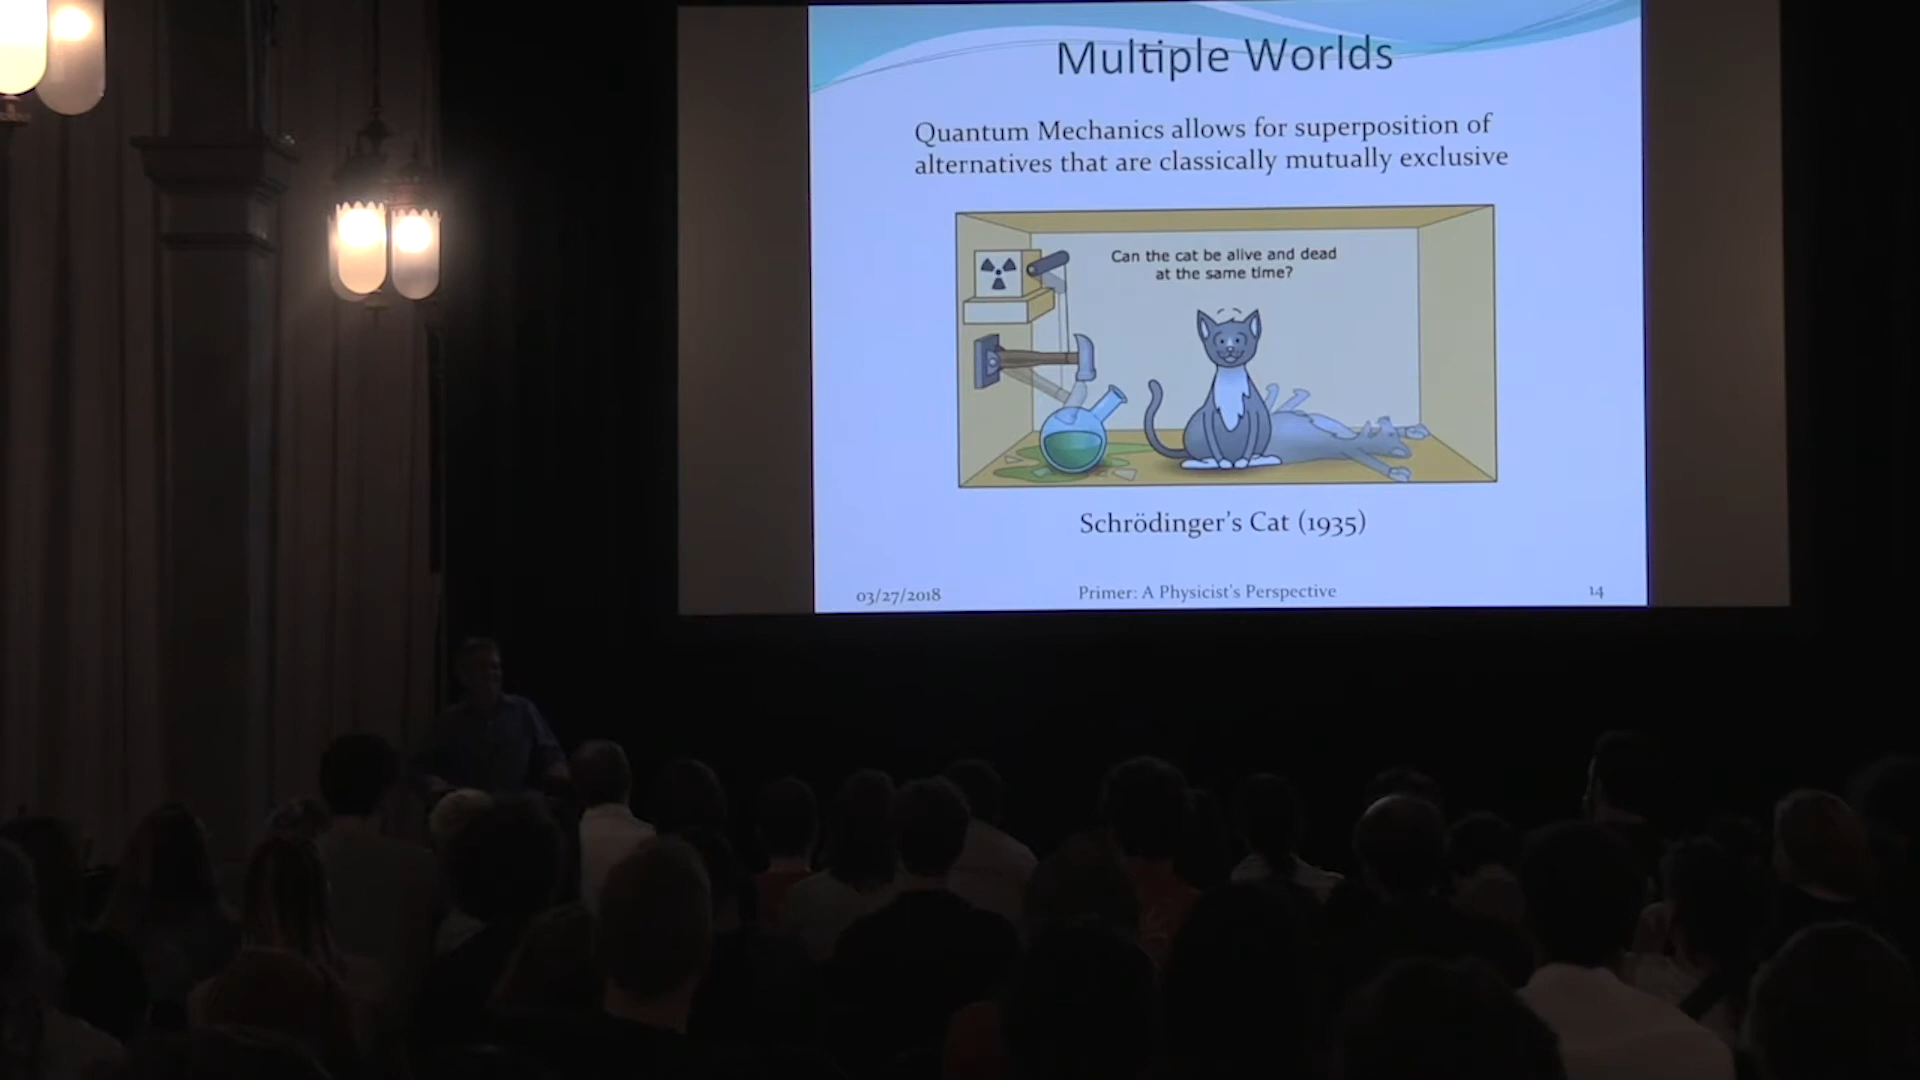 Multiple Worlds
Quantum Mechanics allows for superposition of
alternatives that are classically mutually exclusive
Can the cat be alive and dead
at the same time?
Schrödinger's Cat (1935)
03/27/2018
Primer: A Physicist's Perspective
14